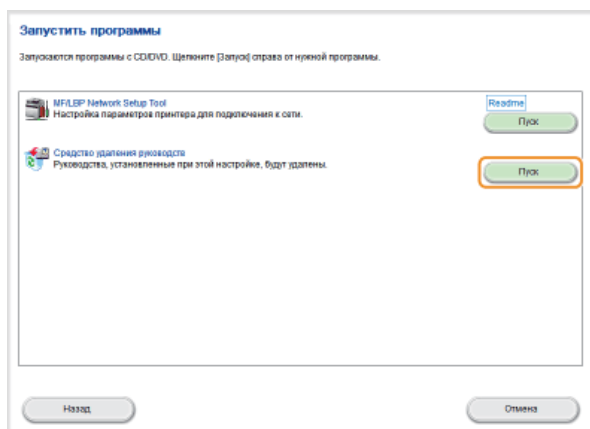 Запустить программы
Запускаются программы с CD/DVD. Щелкните [Запуск] справа от нужной программы.
MF/LBP Network Setup Tool
Readme
Настройка параметров принтера для подключения к сети.
Пуск
Средство удаления руководств
Руководства, установленные при этой настройке, будут удалены.
Пуск
Назад
Отмена